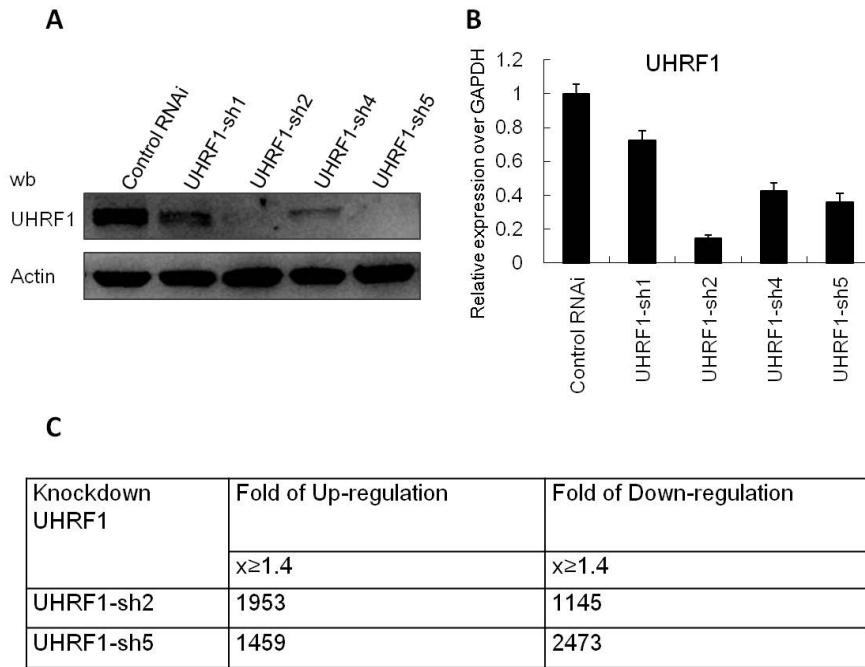 A
Control RNAi
UHRF1-sh1
UHRF1-sh2
UHRF1-sh4
UHRF1-sh5
wb
UHRF1
Actin
B
UHRF1
Relative expression over GAPDH
1.2
1
0.8
0.6
0.4
0.2
0
Control RNAi
UHRF1-sh1
UHRF1-sh2
UHRF1-sh4
UHRF1-sh5
C
Knockdown UHRF1
Fold of Up-regulation
Fold of Down-regulation
x≥1.4
x≥1.4
UHRF1-sh2 1953 1145
UHRF1-sh5 1459 2473